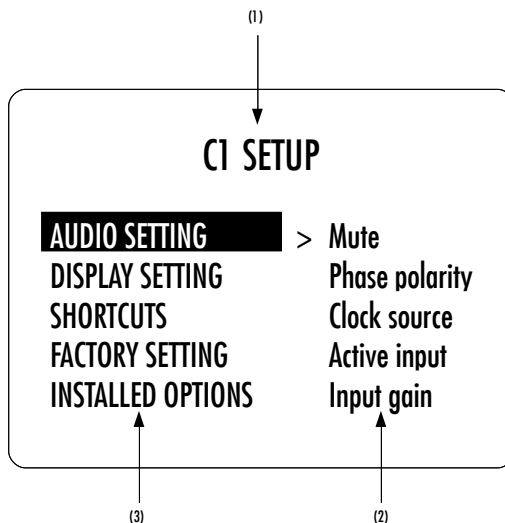 (1)
C1 SETUP
AUDIO SETTING > Mute
DISPLAY SETTING Phase polarity
SHORTCUTS Clock source
FACTORY SETTING Active input
INSTALLED OPTIONS Input gain
(3) (2)